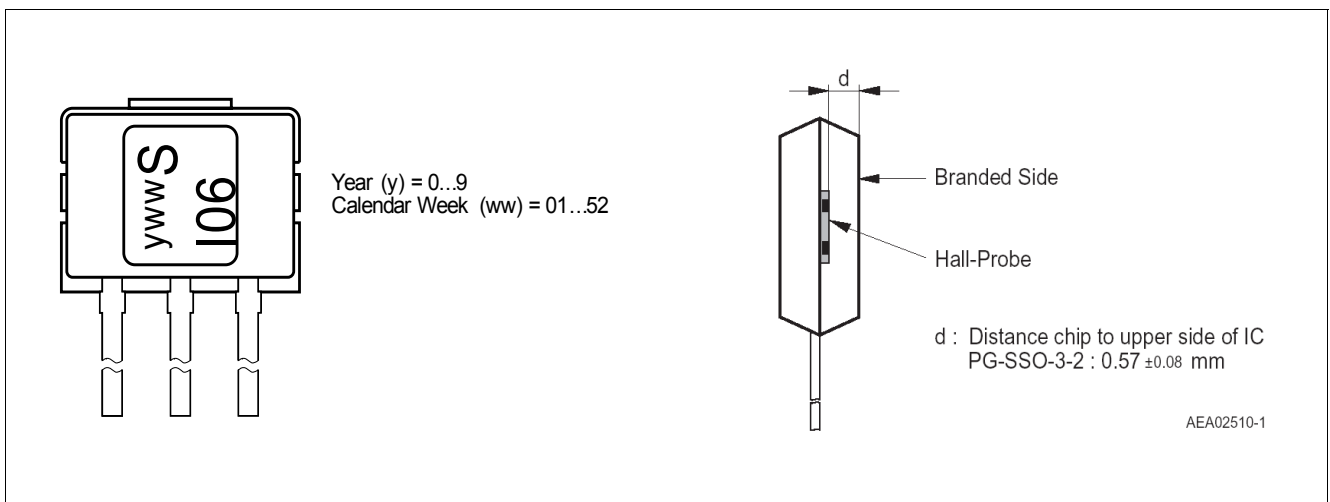 ywwS
I06
Year (y) = 0...9
Calendar Week (ww) = 01...52
d
Branded Side
Hall-Probe
d : Distance chip to upper side of IC
PG-SSO-3-2 : 0.57 ±0.08 mm
AEA02510-1